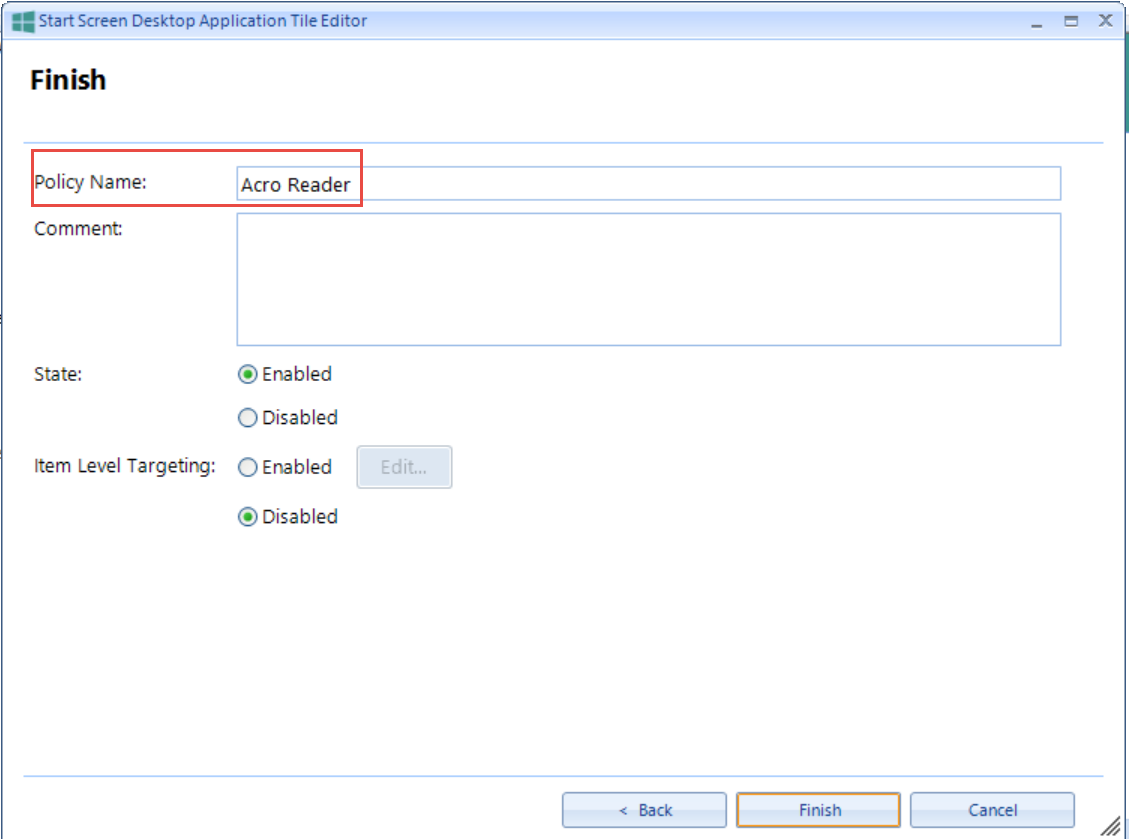 Start Screen Desktop Application Tile Editor
Finish
Policy Name: Acro Reader
Comment:
State: Enabled
Disabled
Item Level Targeting: Enabled Edit...
Disabled
< Back Finish Cancel